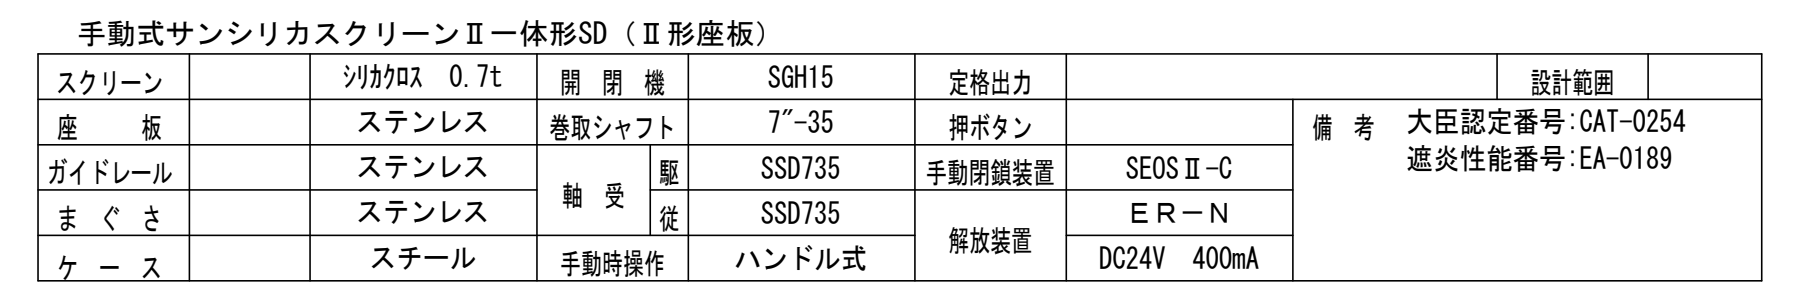 手動式サンシリカスクリーンⅡ一体形SD（Ⅱ形座板）
スクリーン シリカクロス 0.7t 開閉機 SGH15 定格出力 設計範囲
座板 ステンレス 巻取シャフト 7″-35 押ボタン 備考 大臣認定番号:CAT-0254
ガイドレール ステンレス 軸受 駆 SSD735 手動閉鎖装置 SEOSⅡ-C 遮炎性能番号:EA-0189
まぐさ ステンレス 従 SSD735 解放装置 ER-N
ケース スチール 手動時操作 ハンドル式 DC24V 400mA